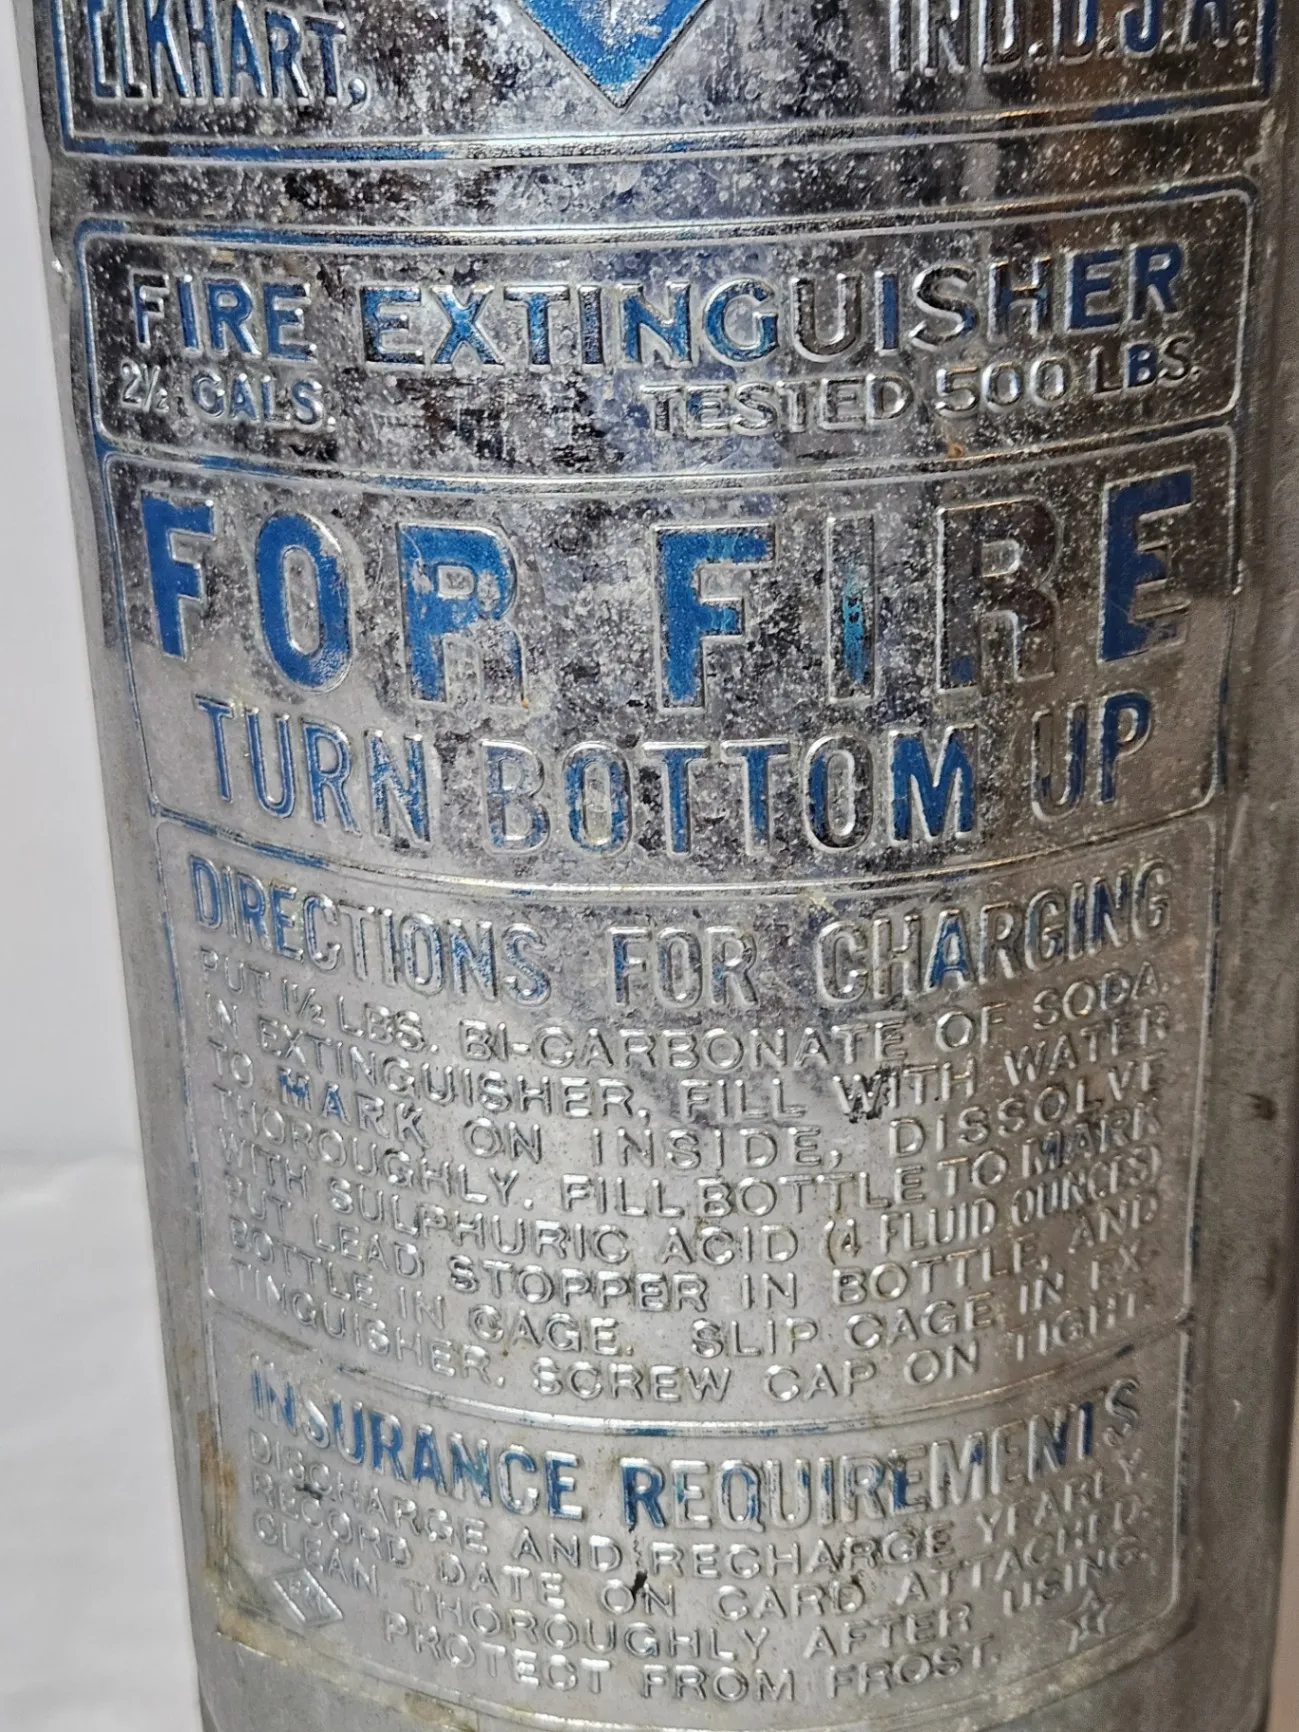 ELKHART, IND. U.S.A.
FIRE EXTINGUISHER
2½ GALS. TESTED 500 LBS.
FOR FIRE
TURN BOTTOM UP
DIRECTIONS FOR CHARGING
PUT 1½ LBS. BI-CARBONATE OF SODA.
IN EXTINGUISHER, FILL WITH WATER
TO MARK ON INSIDE, DISSOLVE
THOROUGHLY. FILL BOTTLE TO MARK
WITH SULPHURIC ACID (4 FLUID OUNCES)
PUT LEAD STOPPER IN BOTTLE, AND
BOTTLE IN CAGE. SLIP CAGE IN EX-
TINGUISHER. SCREW CAP ON TIGHT.
INSURANCE REQUIREMENTS
DISCHARGE AND RECHARGE YEARLY.
RECORD DATE ON CARD ATTACHED.
CLEAN THOROUGHLY AFTER USING.
PROTECT FROM FROST.